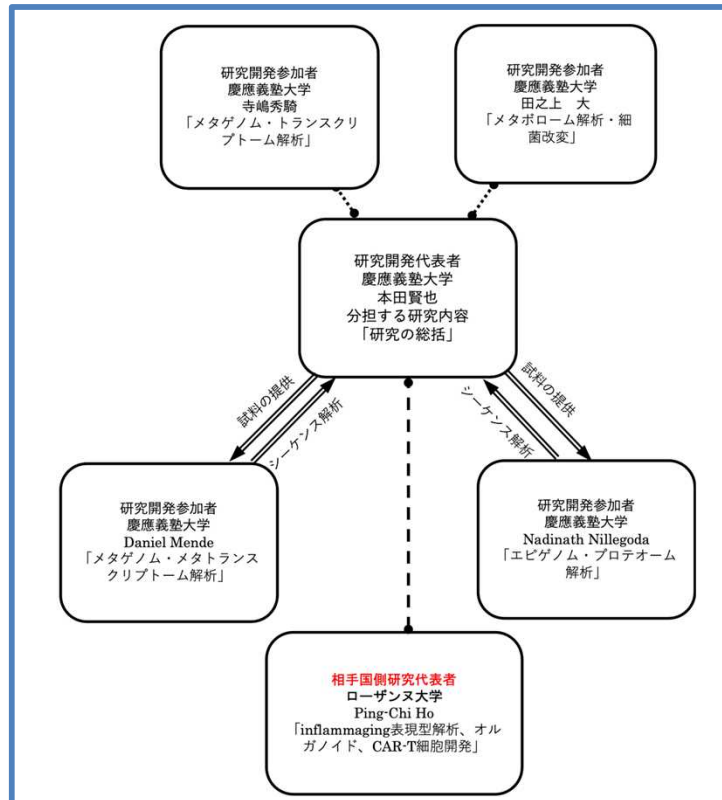 研究開発参加者
慶應義塾大学
寺嶋秀騎
「メタゲノム・トランスクリ
プトーム解析」
研究開発参加者
慶應義塾大学
田之上　大
「メタボローム解析・細
菌改変」
研究開発代表者
慶應義塾大学
本田賢也
分担する研究内容
「研究の総括」
試料の提供
シーケンス解析
シーケンス解析
試料の提供
研究開発参加者
慶應義塾大学
Daniel Mende
「メタゲノム・メタトランス
クリプトーム解析」
研究開発参加者
慶應義塾大学
Nadinath Nillegoda
「エピゲノム・プロテオーム
解析」
相手国側研究代表者
ローザンヌ大学
Ping-Chi Ho
「inflammaging表現型解析、オル
ガノイド、CAR-T細胞開発」